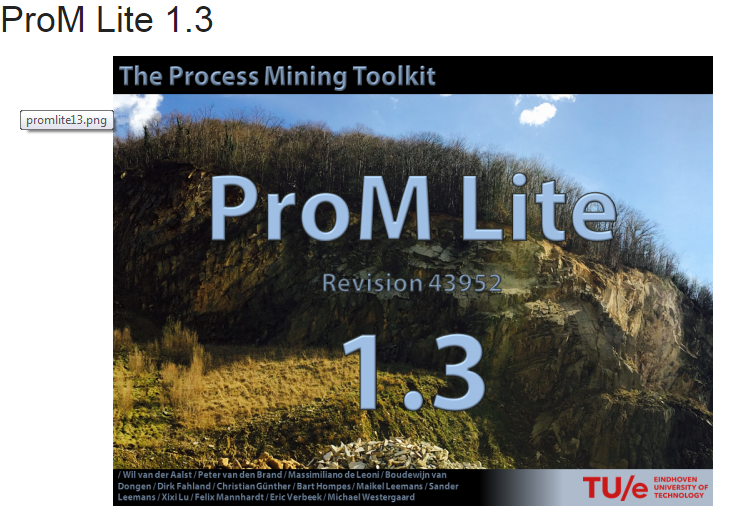 ProM Lite 1.3
The Process Mining Toolkit
promlite13.png
ProM Lite
Revision 43952
1.3
/ Wil van der Aalst / Peter van den Brand / Massimiliano de Leoni / Boudewijn van
Dongen / Dirk Fahland / Christian Günther / Bart Hompes / Maikel Leemans / Sander
Leemans / Xixi Lu / Felix Mannhardt / Eric Verbeek / Michael Westergaard
TU/e EINDHOVEN
UNIVERSITY OF
TECHNOLOGY